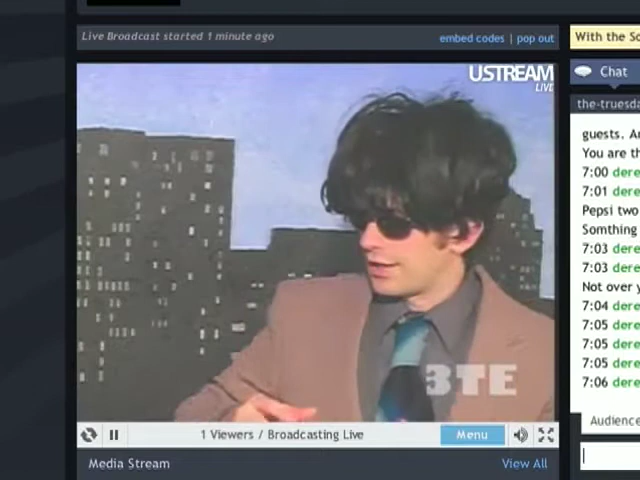 Live Broadcast started 1 minute ago
embed codes | pop out
USTREAM
LIVE
3TE
1 Viewers / Broadcasting Live
Menu
Media Stream
View All
With the
Chat
the-truesda
guests.
You are
7:00 dere
7:01 dere
Pepsi two
Somthing
7:03 dere
7:03 dere
Not over
7:04 dere
7:05 dere
7:05 dere
7:05 dere
7:06 dere
Audience